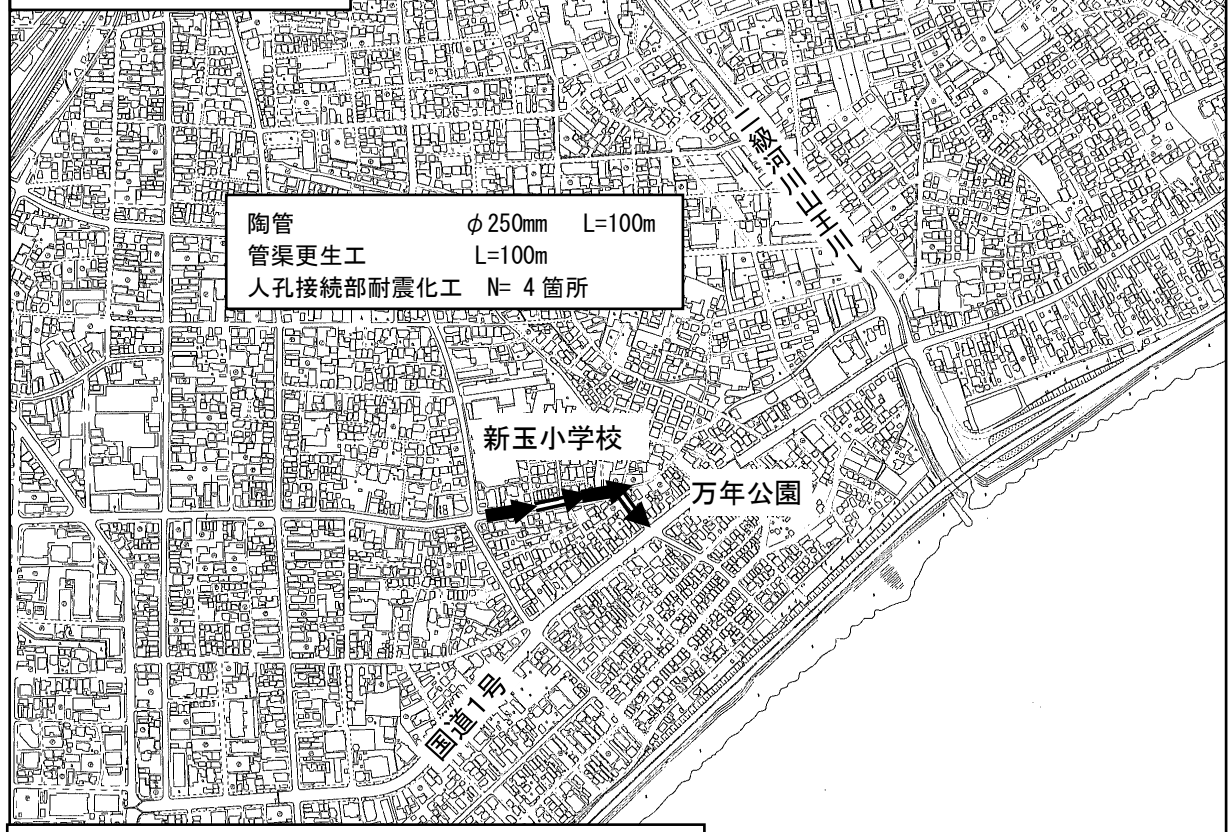 二級河川山王川→
陶管 φ250mm L=100m
管渠更生工 L=100m
人孔接続部耐震化工 N= 4 箇所
新玉小学校
万年公園
国道1号